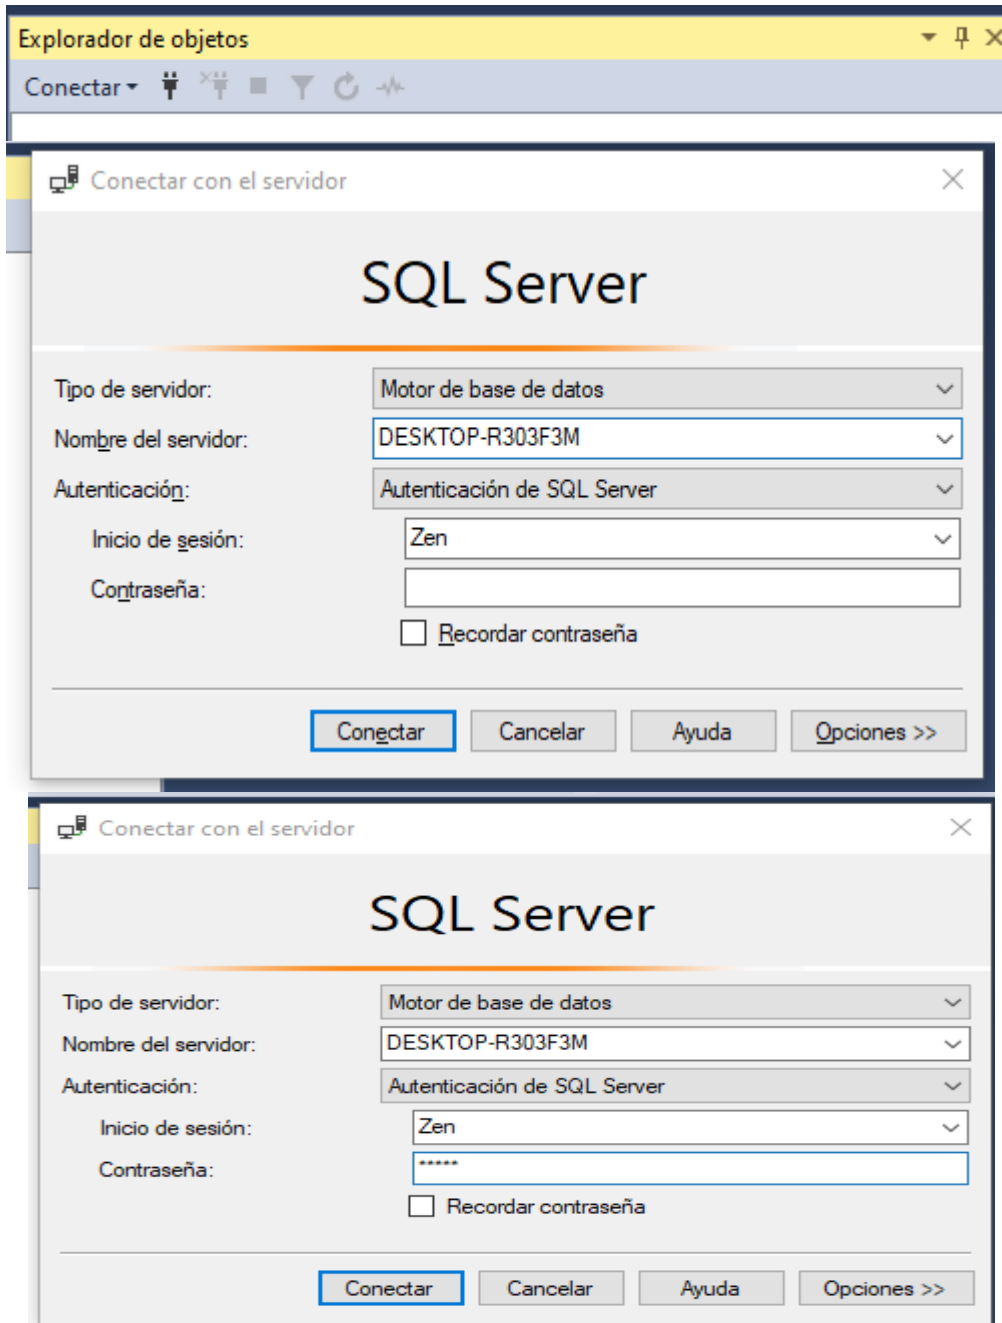 Explorador de objetos
Conectar
Conectar con el servidor
SQL Server
Tipo de servidor: Motor de base de datos
Nombre del servidor: DESKTOP-R303F3M
Autenticación: Autenticación de SQL Server
Inicio de sesión: Zen
Contraseña:
Recordar contraseña
Conectar Cancelar Ayuda Opciones >>
Conectar con el servidor
SQL Server
Tipo de servidor: Motor de base de datos
Nombre del servidor: DESKTOP-R303F3M
Autenticación: Autenticación de SQL Server
Inicio de sesión: Zen
Contraseña: *****
Recordar contraseña
Conectar Cancelar Ayuda Opciones >>